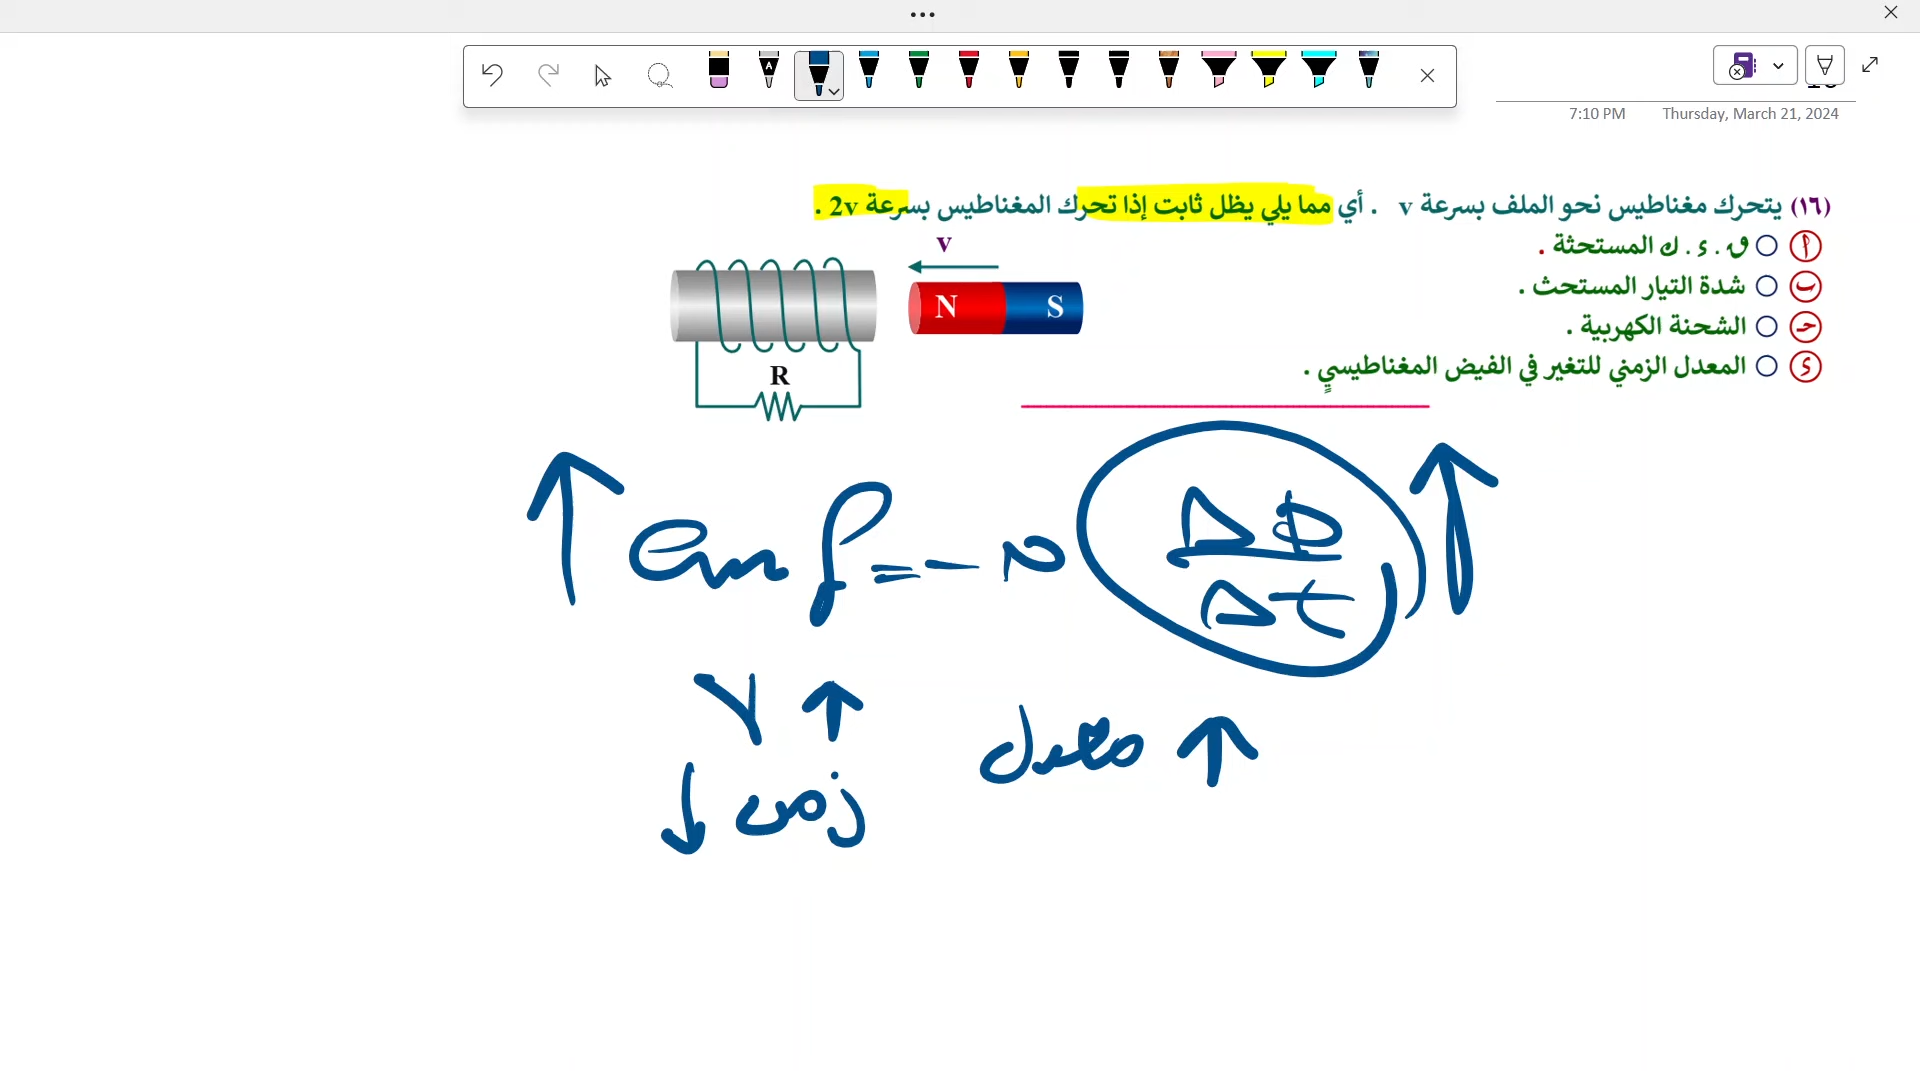 7:10 PM Thursday, March 21, 2024
(١٦) يتحرك مغناطيس نحو الملف بسرعة v . أي مما يلي يظل ثابت إذا تحرك المغناطيس بسرعة 2v .
أ ق . ء . ك المستحثة .
ب شدة التيار المستحث .
حـ الشحنة الكهربية .
ء المعدل الزمني للتغير في الفيض المغناطيسي .
v
N S
R
emf = - N ΔΦ
Δt
v
معدل
زمن